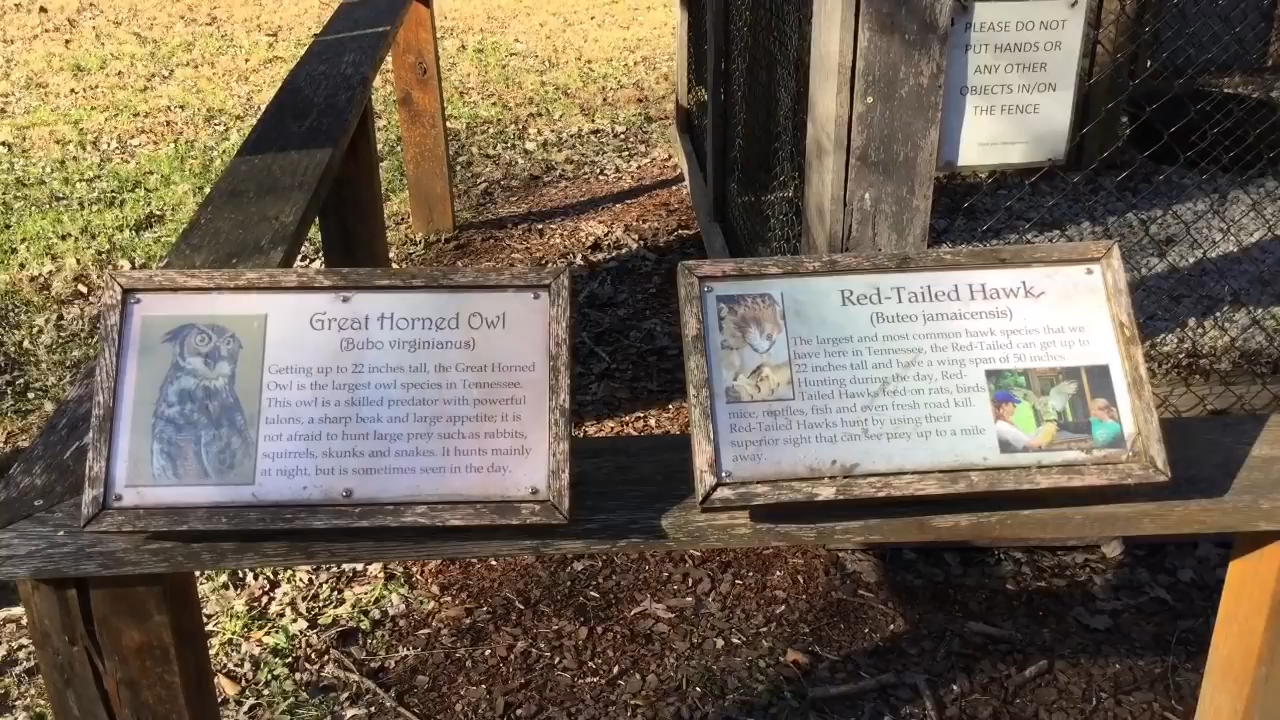 PLEASE DO NOT
PUT HANDS OR
ANY OTHER
OBJECTS IN/ON
THE FENCE
Great Horned Owl
(Bubo virginianus)
Getting up to 22 inches tall, the Great Horned
Owl is the largest owl species in Tennessee.
This owl is a skilled predator with powerful
talons, a sharp beak and large appetite; it is
not afraid to hunt large prey such as rabbits,
squirrels, skunks and snakes. It hunts mainly
at night, but is sometimes seen in the day.
Red-Tailed Hawk
(Buteo jamaicensis)
The largest and most common hawk species that we
have here in Tennessee, the Red-Tailed can get up to
22 inches tall and have a wing span of 50 inches.
Hunting during the day, Red-
Tailed Hawks feed on rats, birds
mice, reptiles, fish and even fresh road kill.
Red-Tailed Hawks hunt by using their
superior sight that can see prey up to a mile
away.